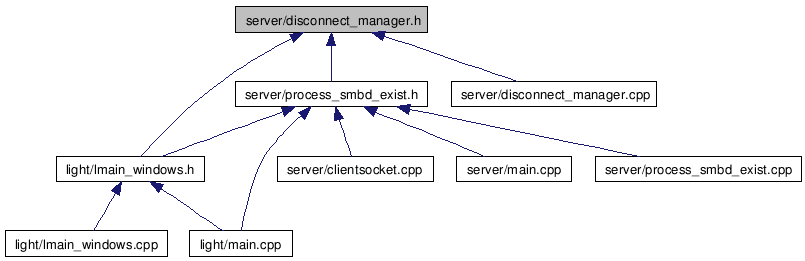 server/disconnect_manager.h
server/process_smbd_exist.h
server/disconnect_manager.cpp
light/lmain_windows.h
server/clientsocket.cpp
server/main.cpp
server/process_smbd_exist.cpp
light/lmain_windows.cpp
light/main.cpp